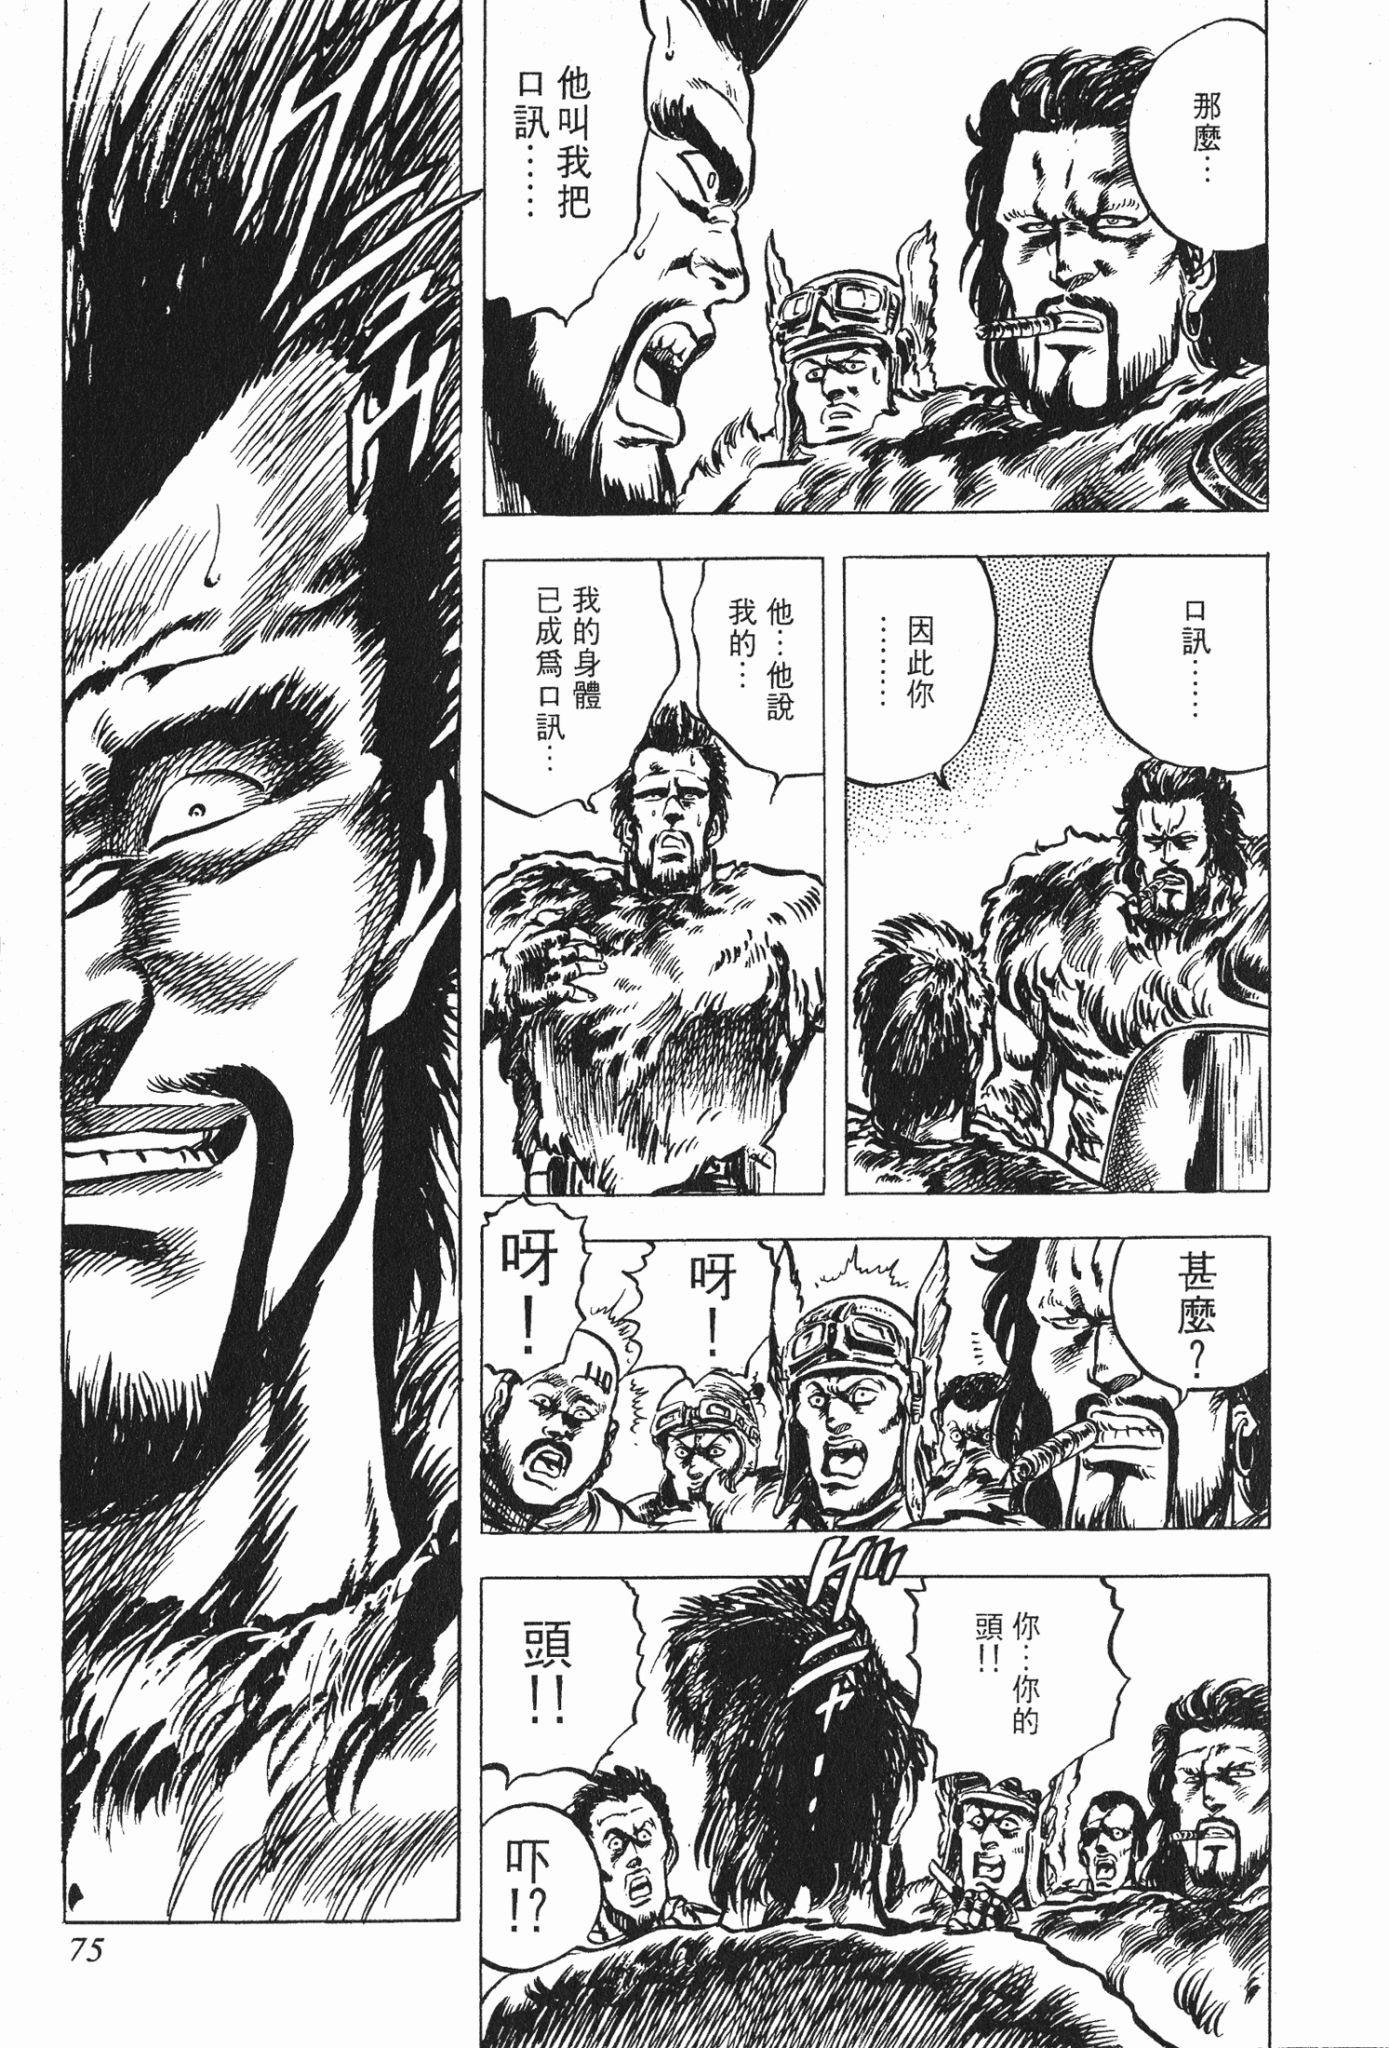 那麼…
他叫我把
口訊……
口訊……
因此你
………
他…他說
我的…
我的身體
已成爲口訊…
甚麼？
呀！
呀！
你…你的
頭!!
頭!!
吓!?
75